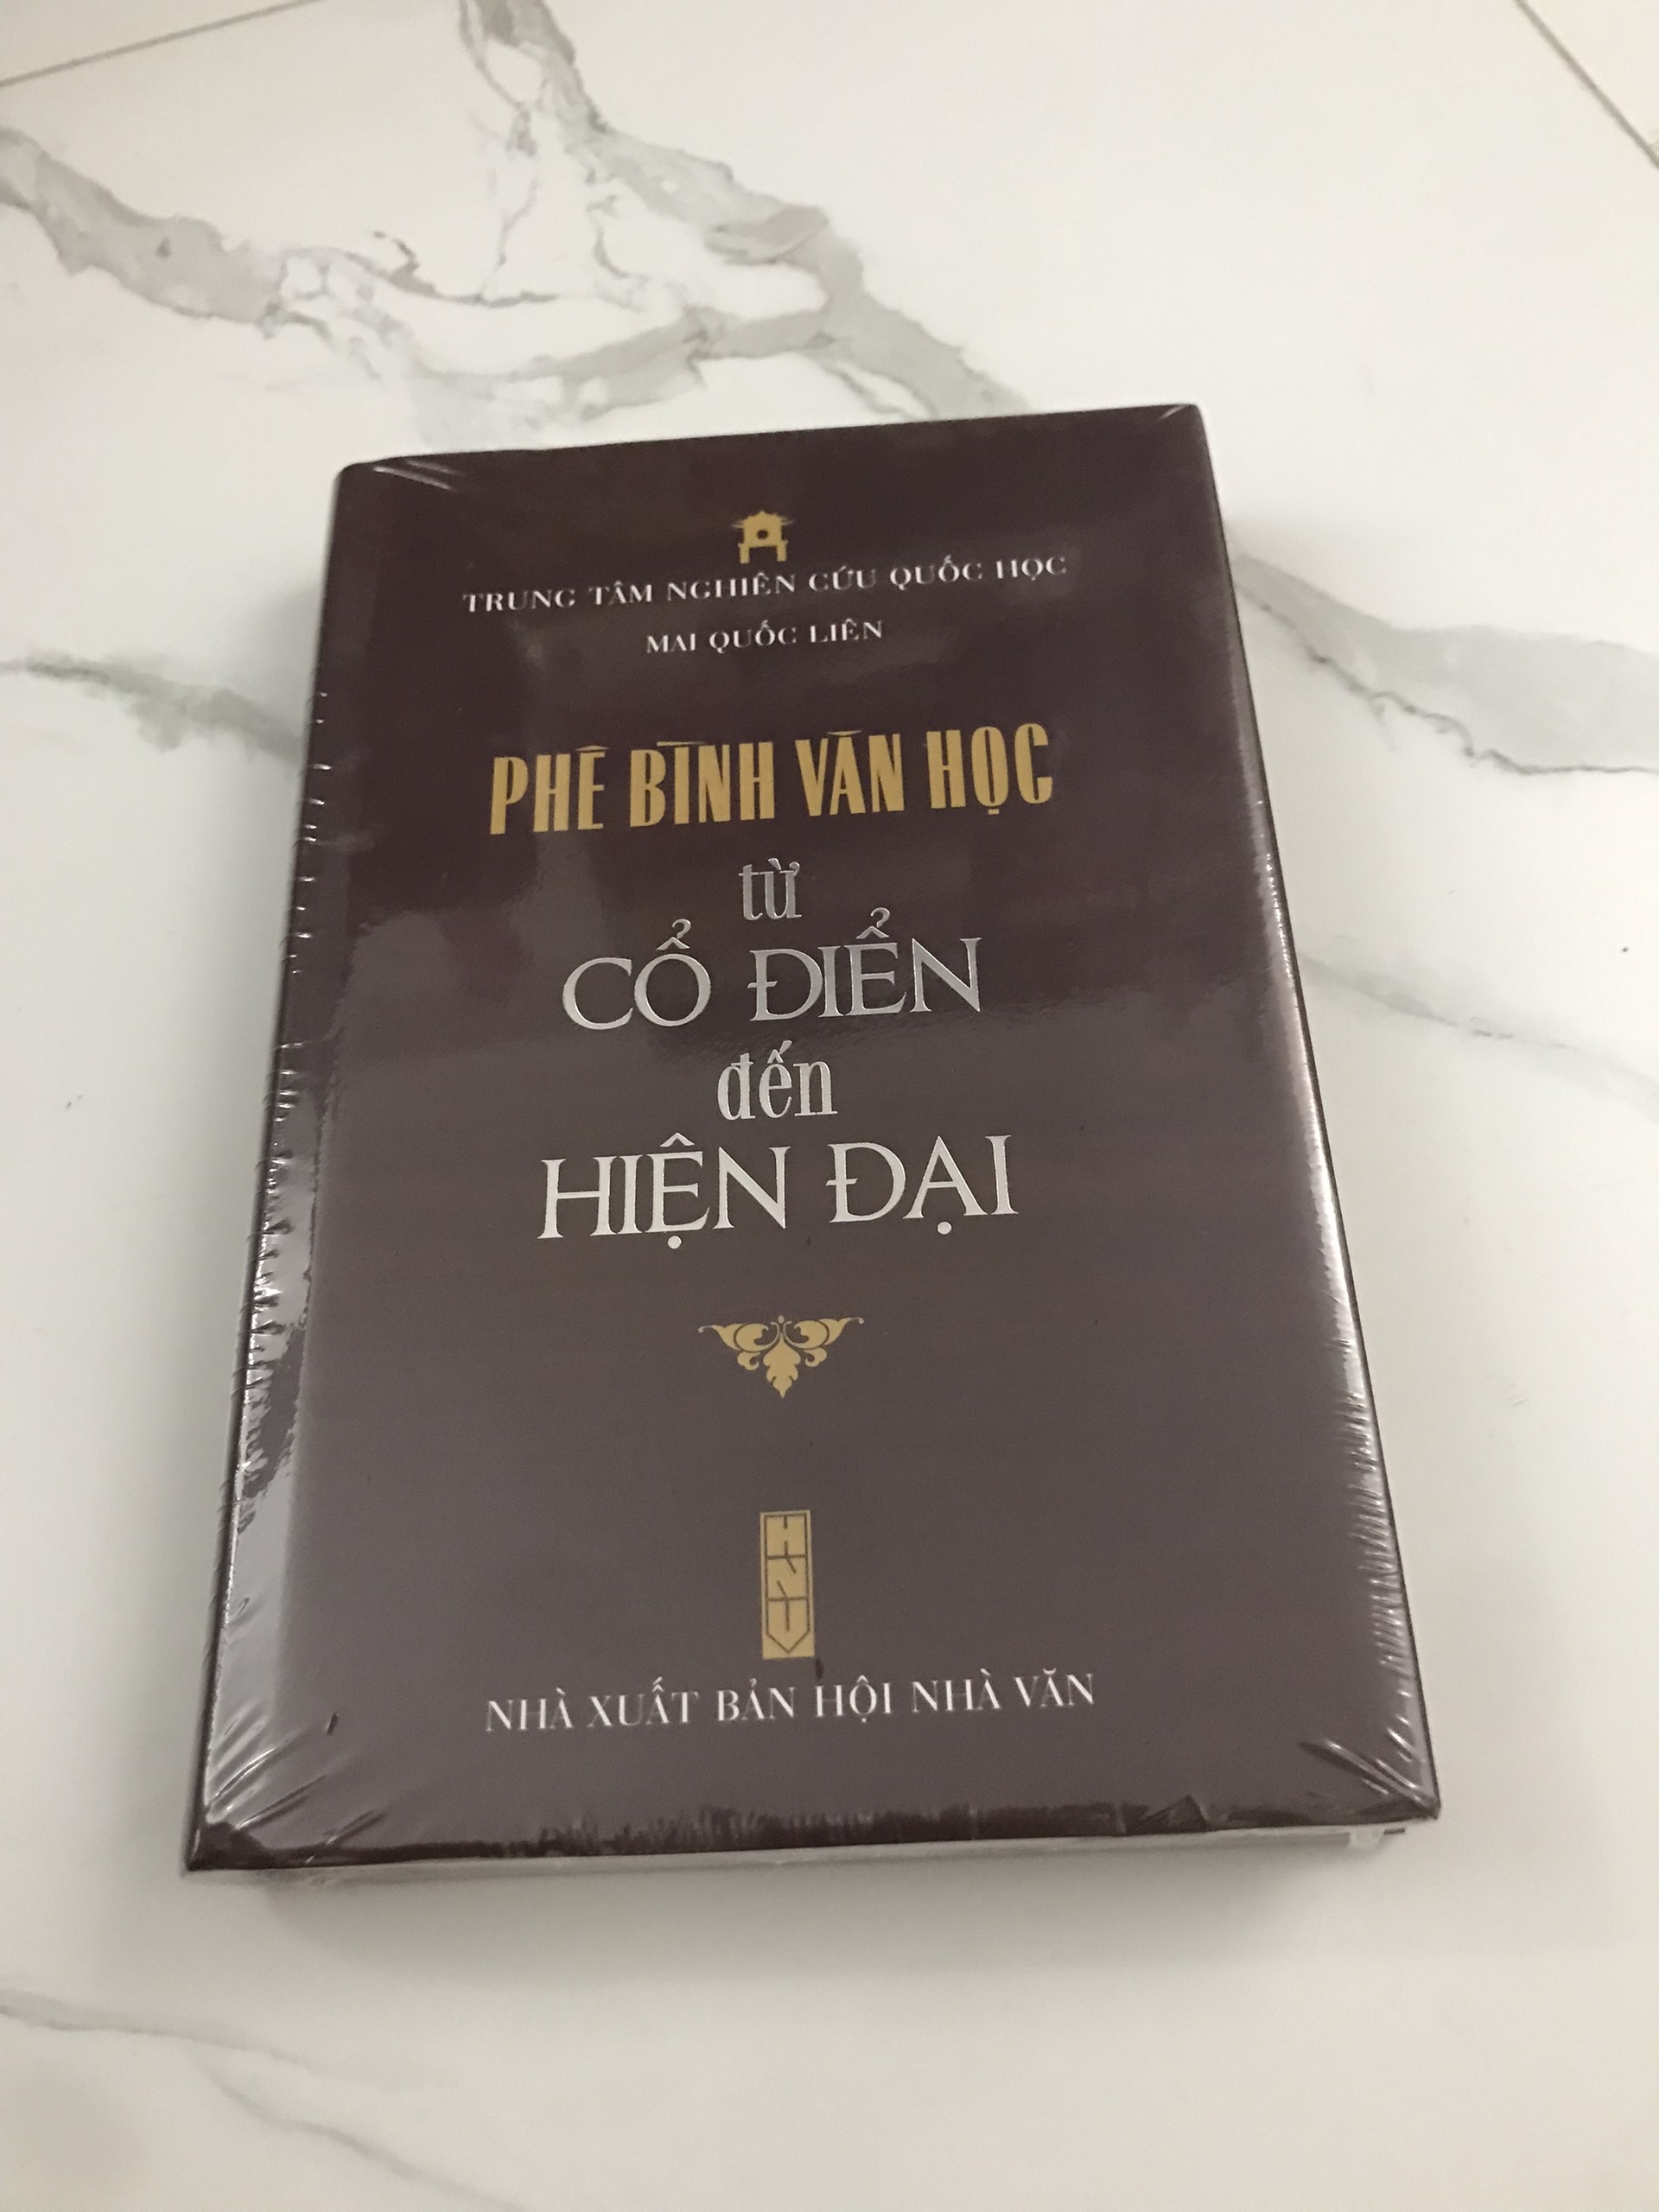 TRUNG TÂM NGHIÊN CỨU QUỐC HỌC
MAI QUỐC LIÊN
PHÊ BÌNH VĂN HỌC
từ
CỔ ĐIỂN
đến
HIỆN ĐẠI
HNV
NHÀ XUẤT BẢN HỘI NHÀ VĂN